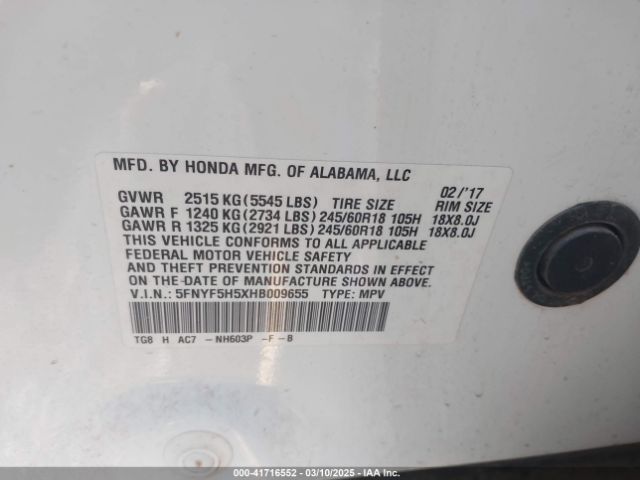 MFD. BY HONDA MFG. OF ALABAMA, LLC
02/'17
GVWR 2515 KG(5545 LBS) TIRE SIZE RIM SIZE
GAWR F 1240 KG(2734 LBS)245/60R18 105H 18X8.0J
GAWR R 1325 KG(2921 LBS)245/60R18 105H 18X8.0J
THIS VEHICLE CONFORMS TO ALL APPLICABLE
FEDERAL MOTOR VEHICLE SAFETY
AND THEFT PREVENTION STANDARDS IN EFFECT
ON THE DATE OF MANUFACTURE SHOWN ABOVE.
V.I.N.: 5FNYF5H5XHB009655 TYPE: MPV
TG8 H AC7 -NH603P -F-B
000-41716552 — 03/10/2025 — IAA Inc.